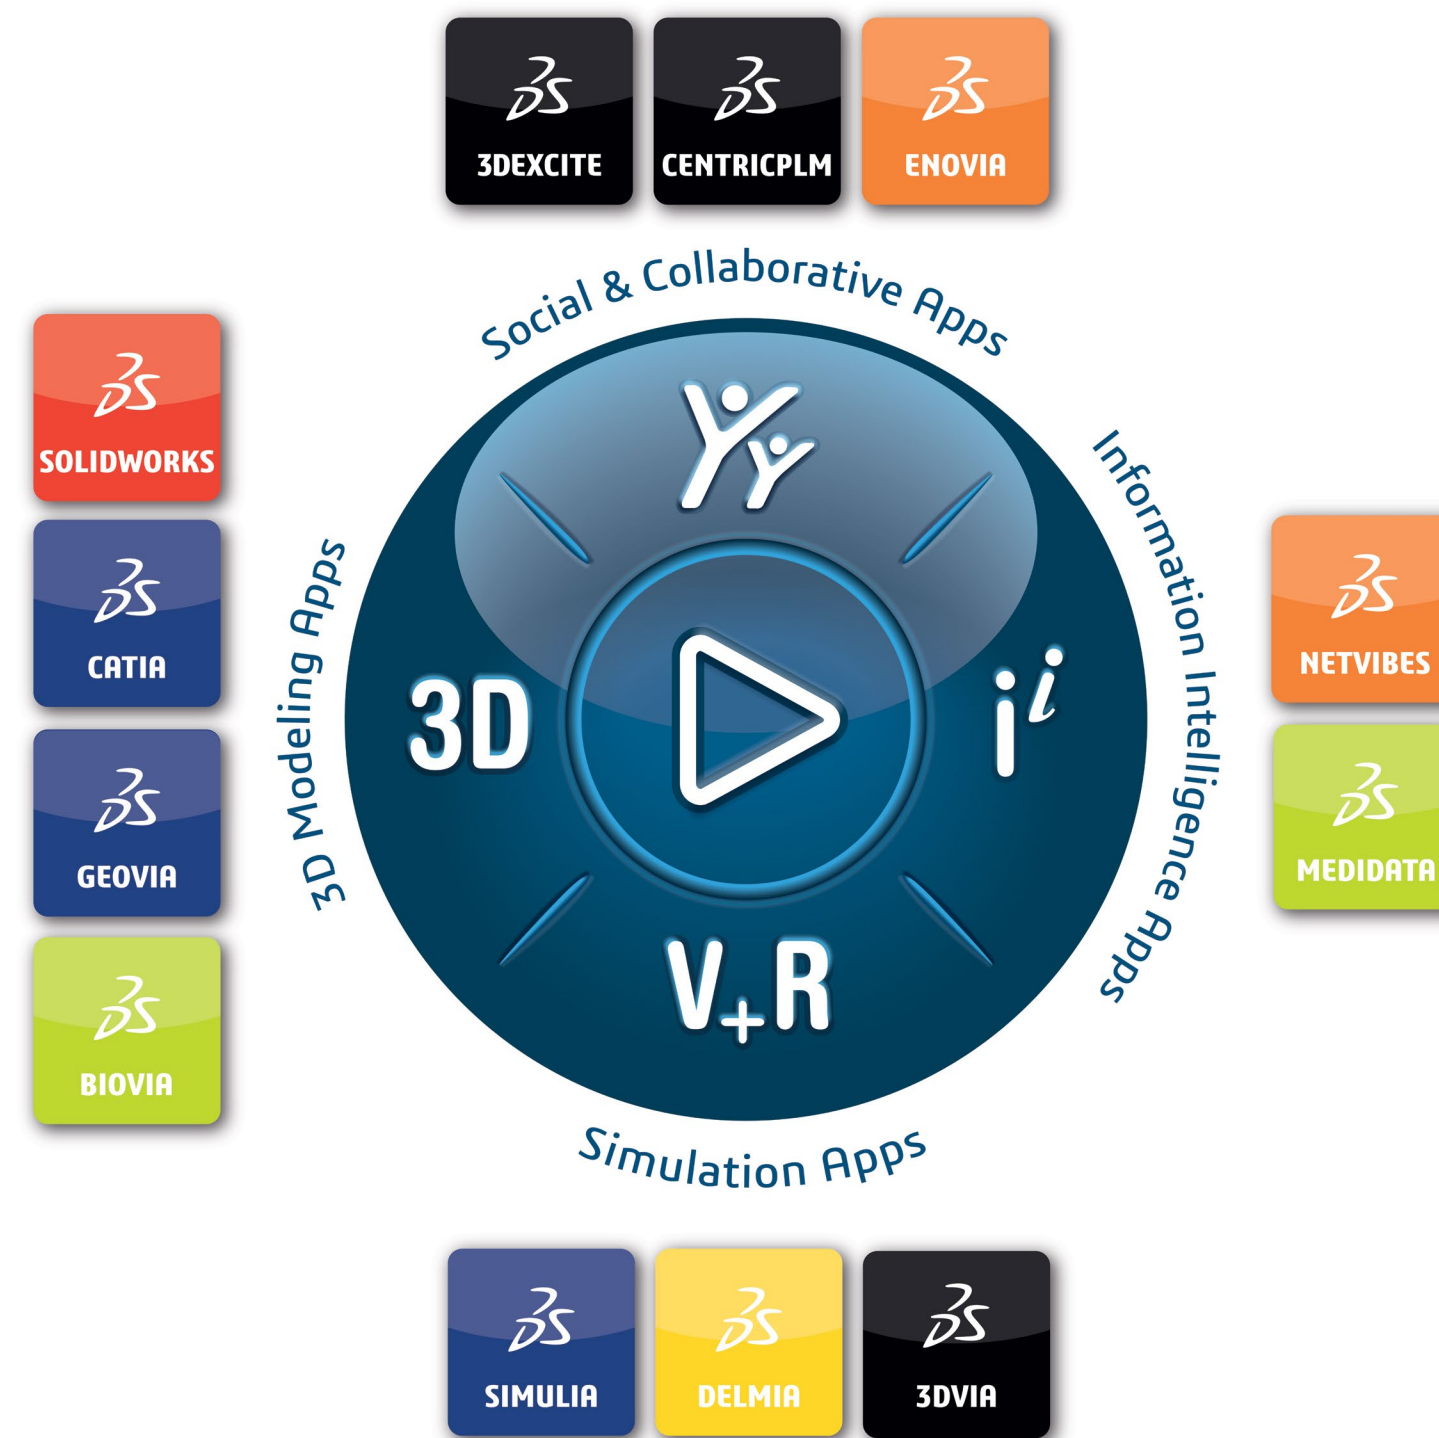 3DEXCITE
CENTRICPLM
ENOVIA
Social & Collaborative Apps
SOLIDWORKS
CATIA
GEOVIA
BIOVIA
3D Modeling Apps
3D
i i
V+R
Information Intelligence Apps
NETVIBES
MEDIDATA
Simulation Apps
SIMULIA
DELMIA
3DVIA